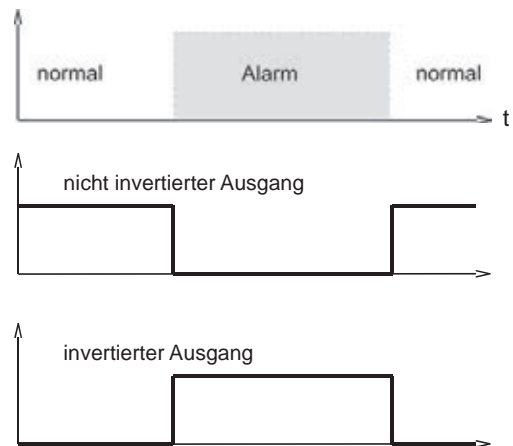 normal Alarm normal
t
nicht invertierter Ausgang
invertierter Ausgang